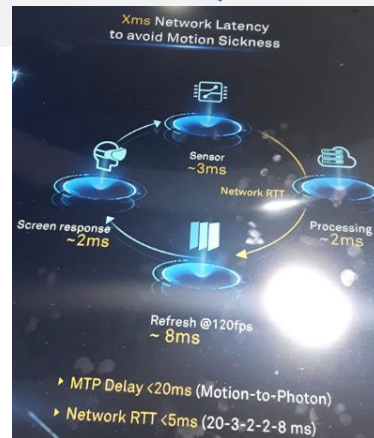 Xms Network Latency
to avoid Motion Sickness
Sensor
~3ms
Network RTT
Screen response
~2ms
Processing
~2ms
Refresh @120fps
~ 8ms
▸ MTP Delay <20ms (Motion-to-Photon)
▸ Network RTT <5ms (20-3-2-2-8 ms)